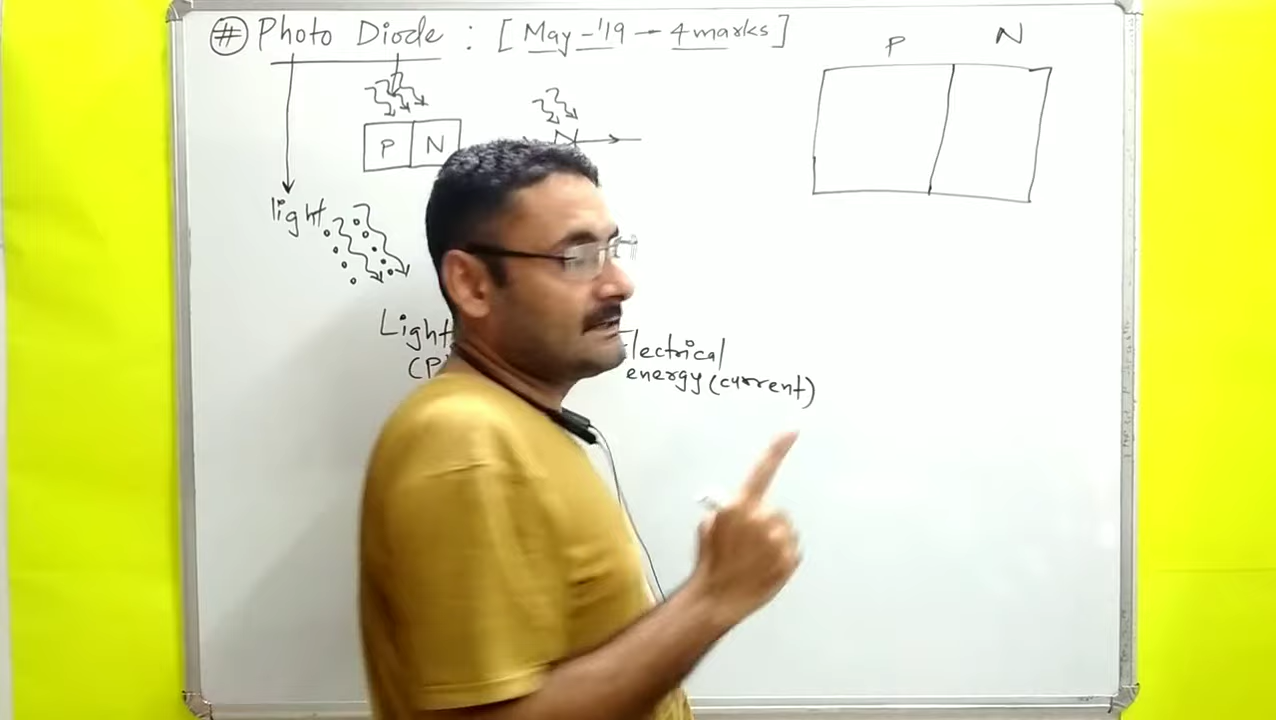 # Photo Diode : [May-'19 - 4 marks]
P N
P N
light
Light
Electrical
energy (current)